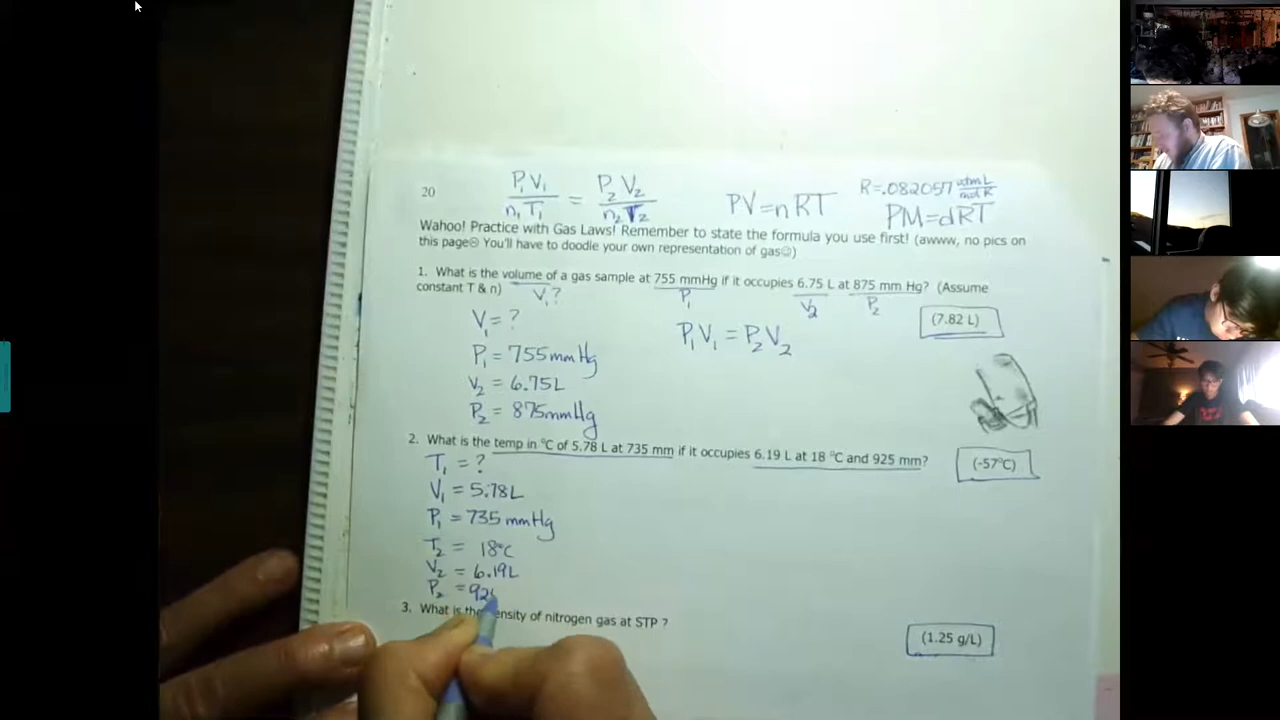 20
P₁V₁ / n₁T₁ = P₂V₂ / n₂T₂
PV=nRT
R=.082057 atm L / mol K
PM=dRT
Wahoo! Practice with Gas Laws! Remember to state the formula you use first! (awww, no pics on
this page☹ You'll have to doodle your own representation of gas☺)
1. What is the volume of a gas sample at 755 mmHg if it occupies 6.75 L at 875 mm Hg? (Assume
constant T & n)
V₁?
P₁
V₂
P₂
(7.82 L)
V₁ = ?
P₁V₁ = P₂V₂
P₁ = 755mmHg
V₂ = 6.75L
P₂ = 875mmHg
2. What is the temp in °C of 5.78 L at 735 mm if it occupies 6.19 L at 18 °C and 925 mm?
(-57°C)
T₁ = ?
V₁ = 5.78L
P₁ = 735 mmHg
T₂ = 18°C
V₂ = 6.19L
P₂ = 92
3. What is the density of nitrogen gas at STP ?
(1.25 g/L)